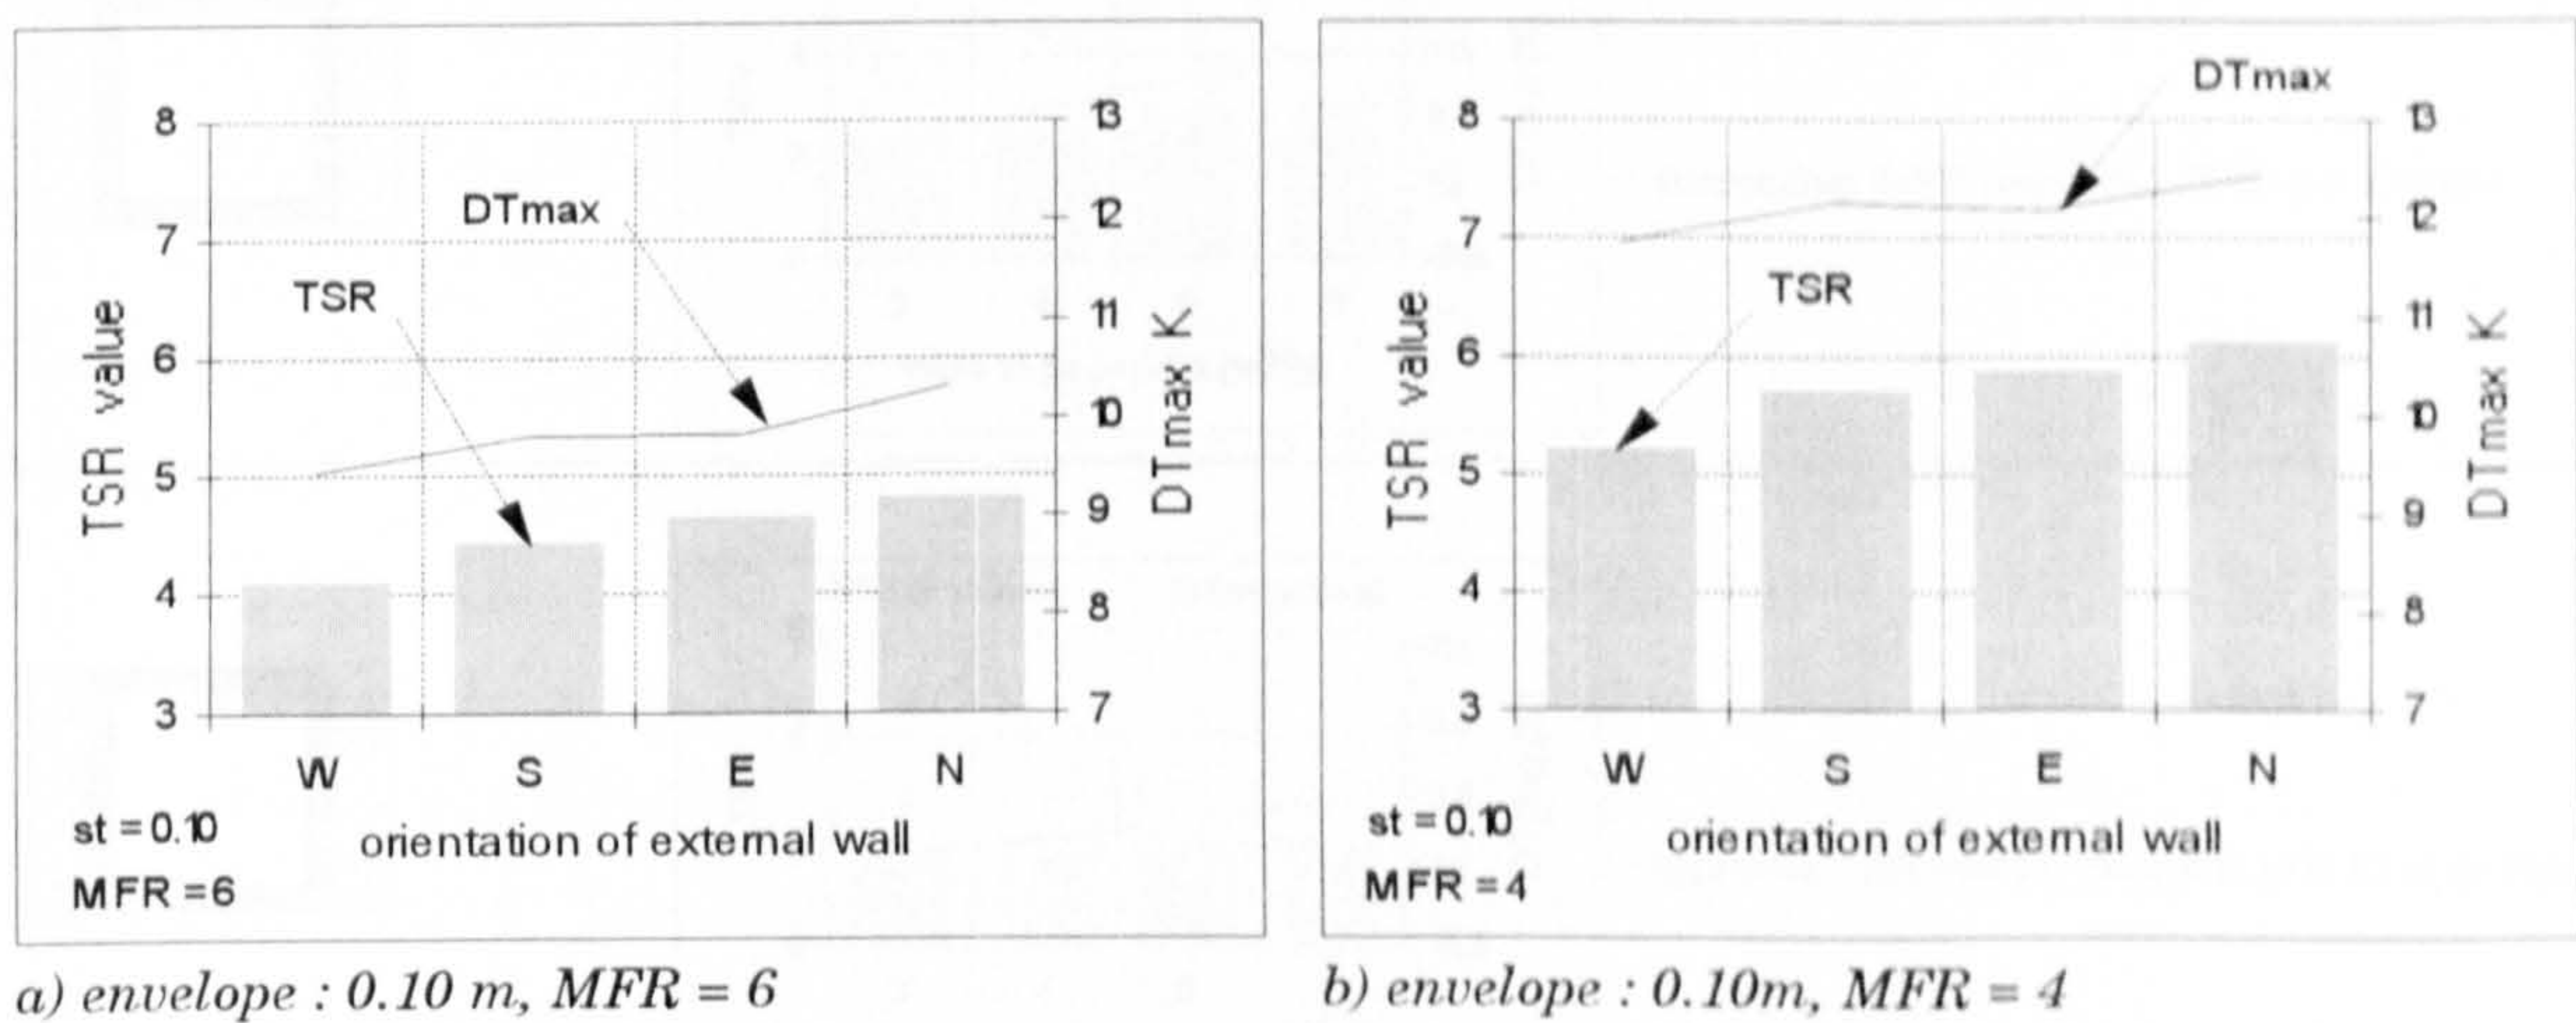 8
7
6
5
4
3
TSR value
13
12
11
10
9
8
7
DTmax K
DTmax
TSR
W S E N
orientation of external wall
st = 0.10
MFR = 6
a) envelope : 0.10 m, MFR = 6
8
7
6
5
4
3
TSR value
13
12
11
10
9
8
7
DTmax K
DTmax
TSR
W S E N
orientation of external wall
st = 0.10
MFR = 4
b) envelope : 0.10m, MFR = 4